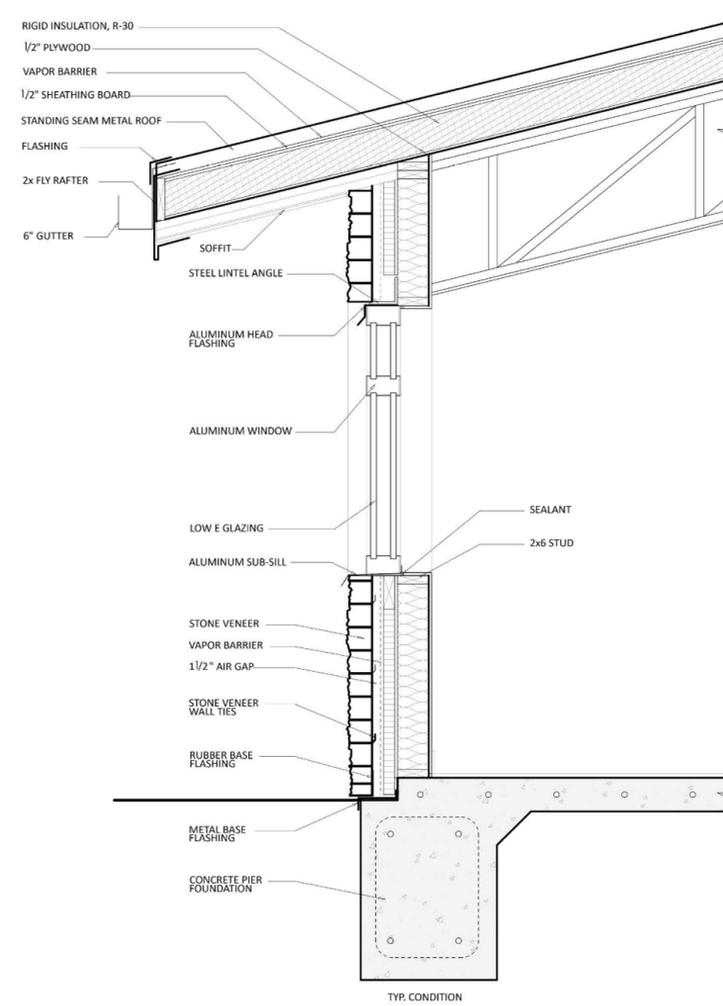 RIGID INSULATION, R-30
1/2" PLYWOOD
VAPOR BARRIER
1/2" SHEATHING BOARD
STANDING SEAM METAL ROOF
FLASHING
2x FLY RAFTER
6" GUTTER
SOFFIT
STEEL LINTEL ANGLE
ALUMINUM HEAD
FLASHING
ALUMINUM WINDOW
SEALANT
LOW E GLAZING
2x6 STUD
ALUMINUM SUB-SILL
STONE VENEER
VAPOR BARRIER
11/2" AIR GAP
STONE VENEER
WALL TIES
RUBBER BASE
FLASHING
METAL BASE
FLASHING
CONCRETE PIER
FOUNDATION
TYP. CONDITION